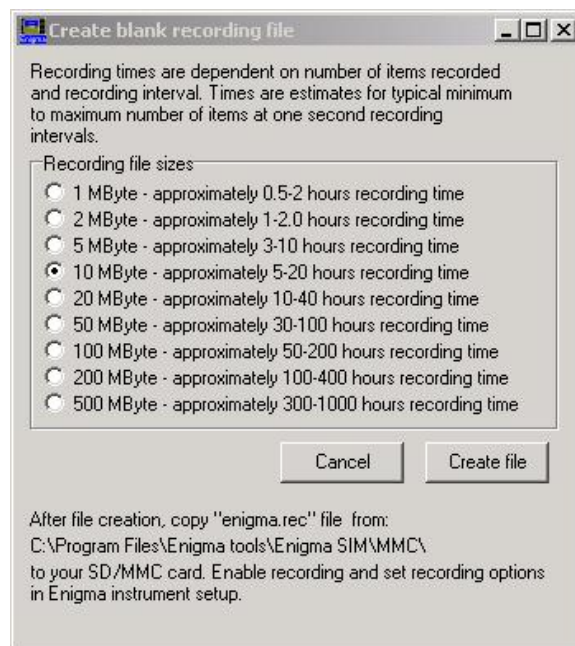 Create blank recording file
Recording times are dependent on number of items recorded
and recording interval. Times are estimates for typical minimum
to maximum number of items at one second recording
intervals.
Recording file sizes
1 MByte - approximately 0.5-2 hours recording time
2 MByte - approximately 1-2.0 hours recording time
5 MByte - approximately 3-10 hours recording time
10 MByte - approximately 5-20 hours recording time
20 MByte - approximately 10-40 hours recording time
50 MByte - approximately 30-100 hours recording time
100 MByte - approximately 50-200 hours recording time
200 MByte - approximately 100-400 hours recording time
500 MByte - approximately 300-1000 hours recording time
Cancel
Create file
After file creation, copy "enigma.rec" file from:
C:\Program Files\Enigma tools\Enigma SIM\MMC\
to your SD/MMC card. Enable recording and set recording options
in Enigma instrument setup.